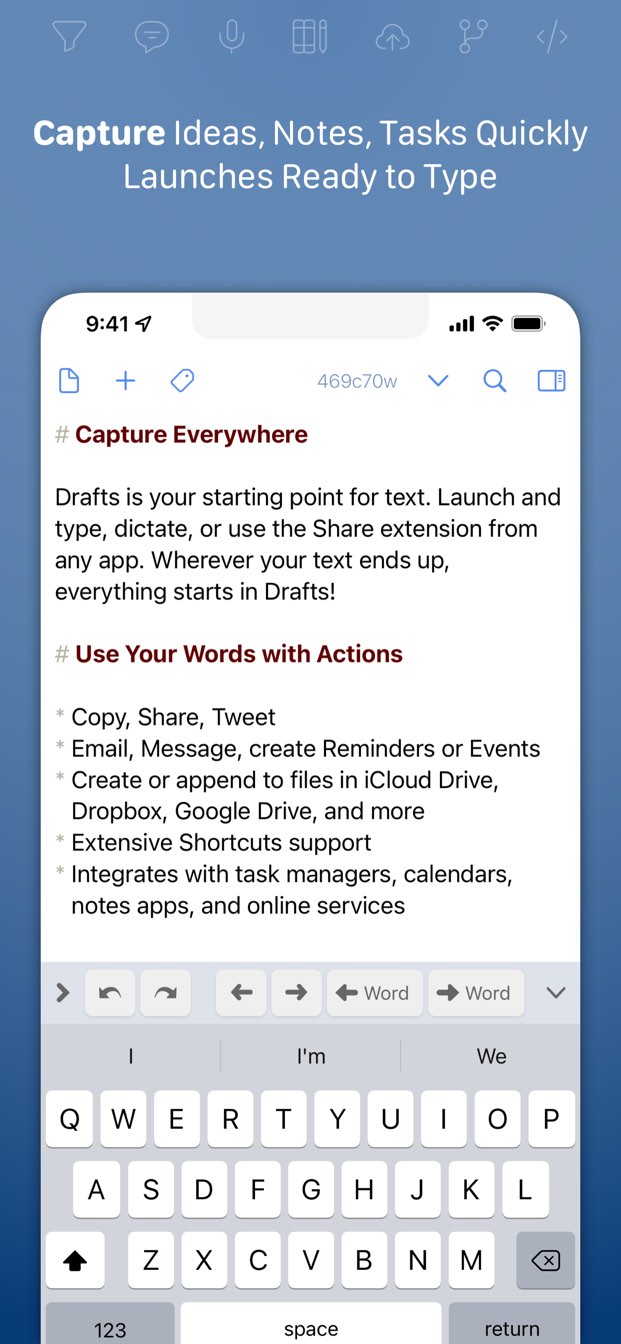 Capture Ideas, Notes, Tasks Quickly
Launches Ready to Type
9:41
469c70w
# Capture Everywhere
Drafts is your starting point for text. Launch and
type, dictate, or use the Share extension from
any app. Wherever your text ends up,
everything starts in Drafts!
# Use Your Words with Actions
* Copy, Share, Tweet
* Email, Message, create Reminders or Events
* Create or append to files in iCloud Drive,
Dropbox, Google Drive, and more
* Extensive Shortcuts support
* Integrates with task managers, calendars,
notes apps, and online services
Word Word
I I'm We
Q W E R T Y U I O P
A S D F G H J K L
Z X C V B N M
123 space return